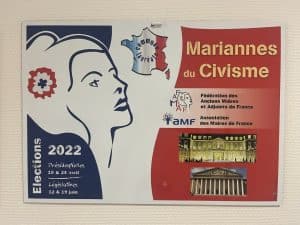 Mariannes
du Civisme
Fédération des
Anciens Maires
et Adjoints de France
AMF
Association
des Maires de France
Elections
2022
Présidentielles
10 & 24 avril
Législatives
12 & 19 juin